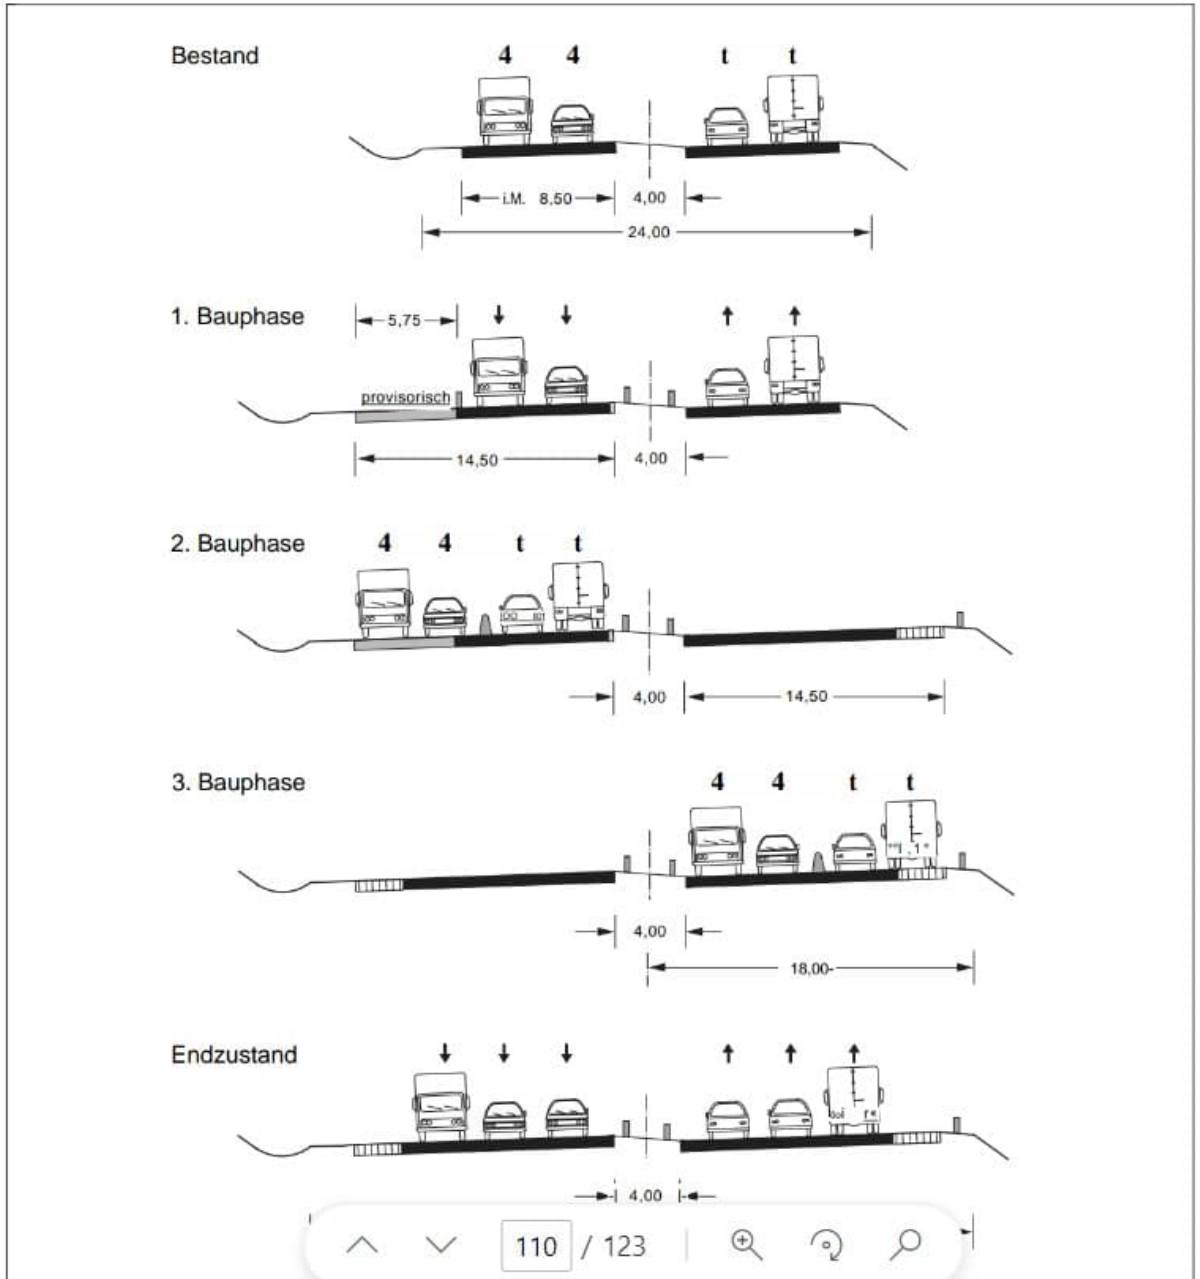 Bestand 4 4 t t
i.M. 8,50 4,00
24,00
1. Bauphase 5,75
provisorisch
14,50 4,00
2. Bauphase 4 4 t t
4,00 14,50
3. Bauphase 4 4 t t
4,00
18,00-
Endzustand
4,00
110 / 123